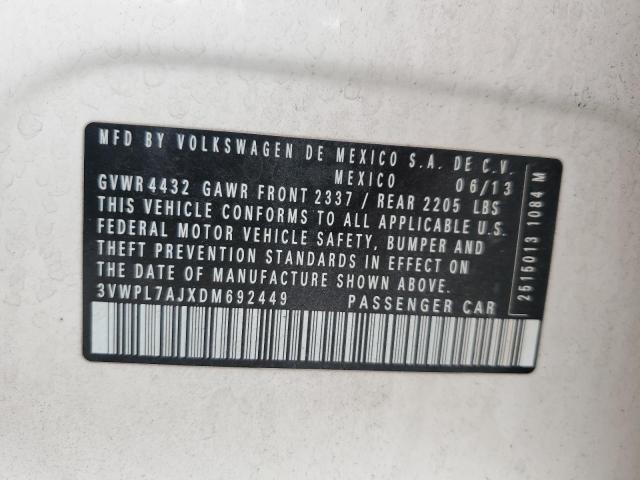 MFD BY VOLKSWAGEN DE MEXICO S.A. DE C.V.
MEXICO 06/13
GVWR 4432 GAWR FRONT 2337 / REAR 2205 LBS
THIS VEHICLE CONFORMS TO ALL APPLICABLE U.S.
FEDERAL MOTOR VEHICLE SAFETY, BUMPER AND
THEFT PREVENTION STANDARDS IN EFFECT ON
THE DATE OF MANUFACTURE SHOWN ABOVE.
3VWPL7AJXDM692449 PASSENGER CAR
2515013 1084 M